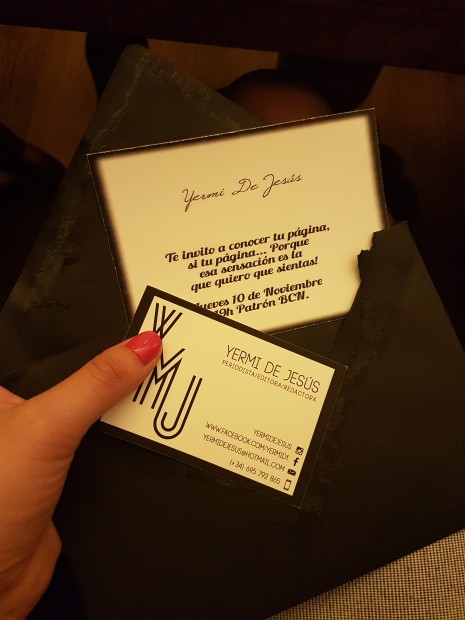 Yermi De Jesús
Te invito a conocer tu página,
si tu página... Porque
esa sensación es la
que quiero que sientas!
Jueves 10 de Noviembre
19h Patrón BCN.
YMJ
YERMI DE JESÚS
PERIODISTA/EDITORA/REDACTORA
YERMIDEJESUS
WWW.FACEBOOK.COM/YERMIDJ
YERMIDEJESUS@HOTMAIL.COM
(+34) 695 792 865